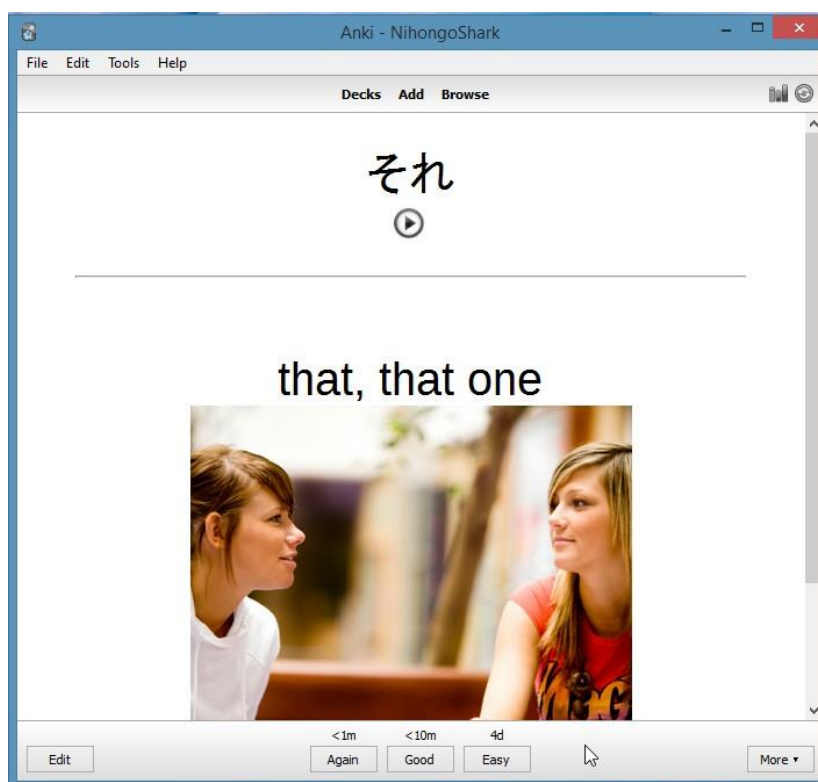 Anki - NihongoShark
File Edit Tools Help
Decks Add Browse
それ
that, that one
<1m <10m 4d
Edit Again Good Easy More ▾